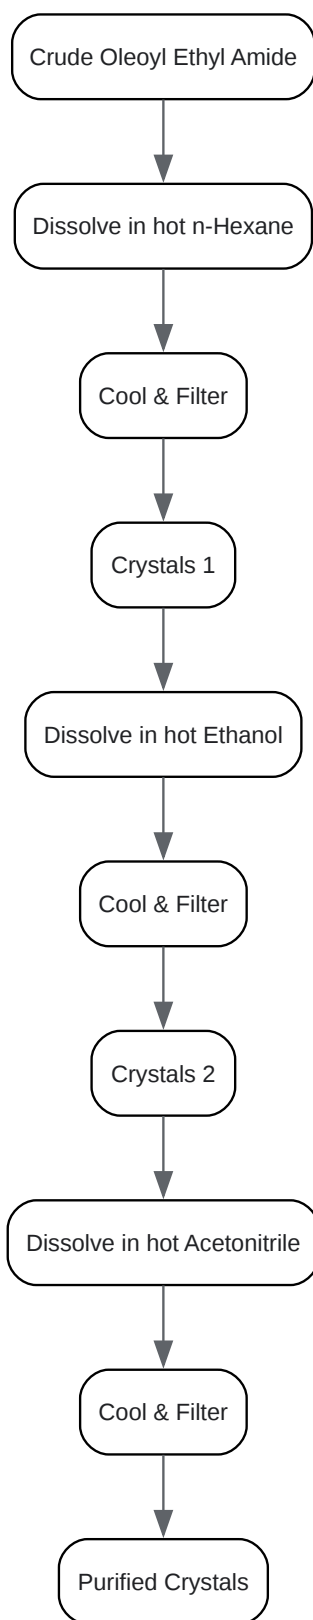 Crude Oleoyl Ethyl Amide
Dissolve in hot n-Hexane
Cool & Filter
Crystals 1
Dissolve in hot Ethanol
Cool & Filter
Crystals 2
Dissolve in hot Acetonitrile
Cool & Filter
Purified Crystals